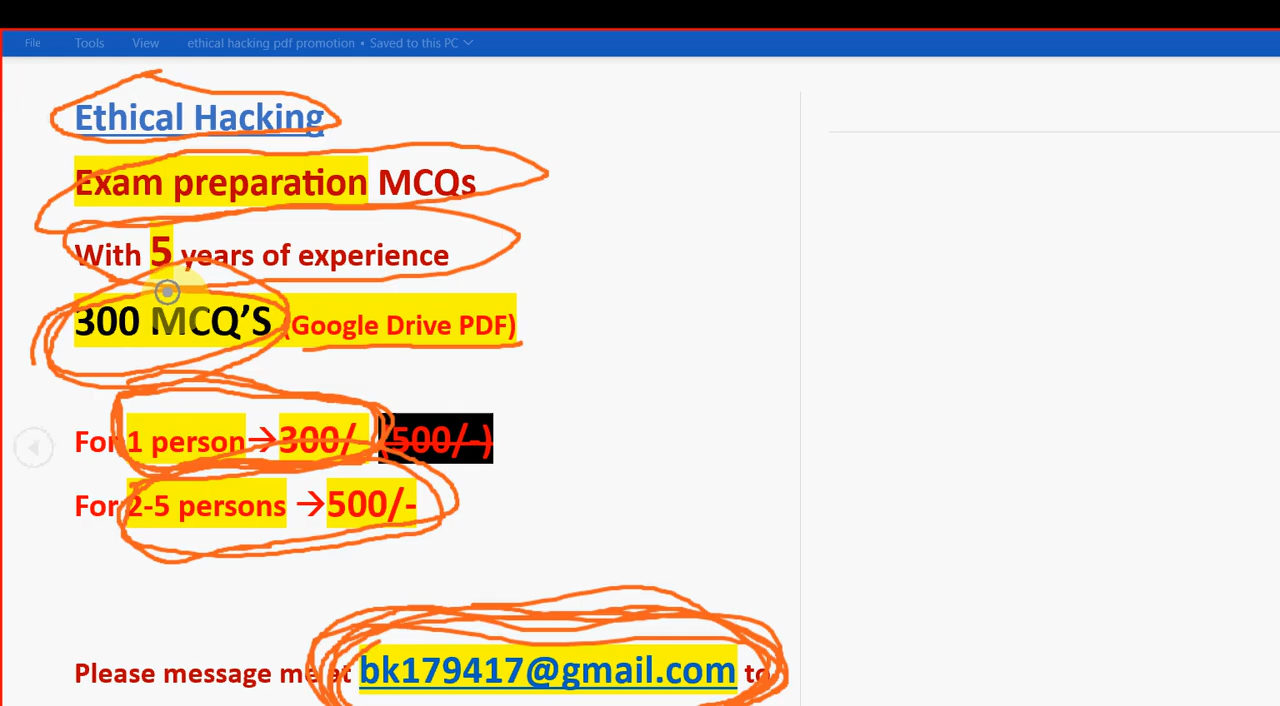 File Tools View ethical hacking pdf promotion • Saved to this PC
Ethical Hacking
Exam preparation MCQs
With 5 years of experience
300 MCQ’S (Google Drive PDF)
For 1 person→300/- (500/-)
For 2-5 persons →500/-
Please message me at bk179417@gmail.com to